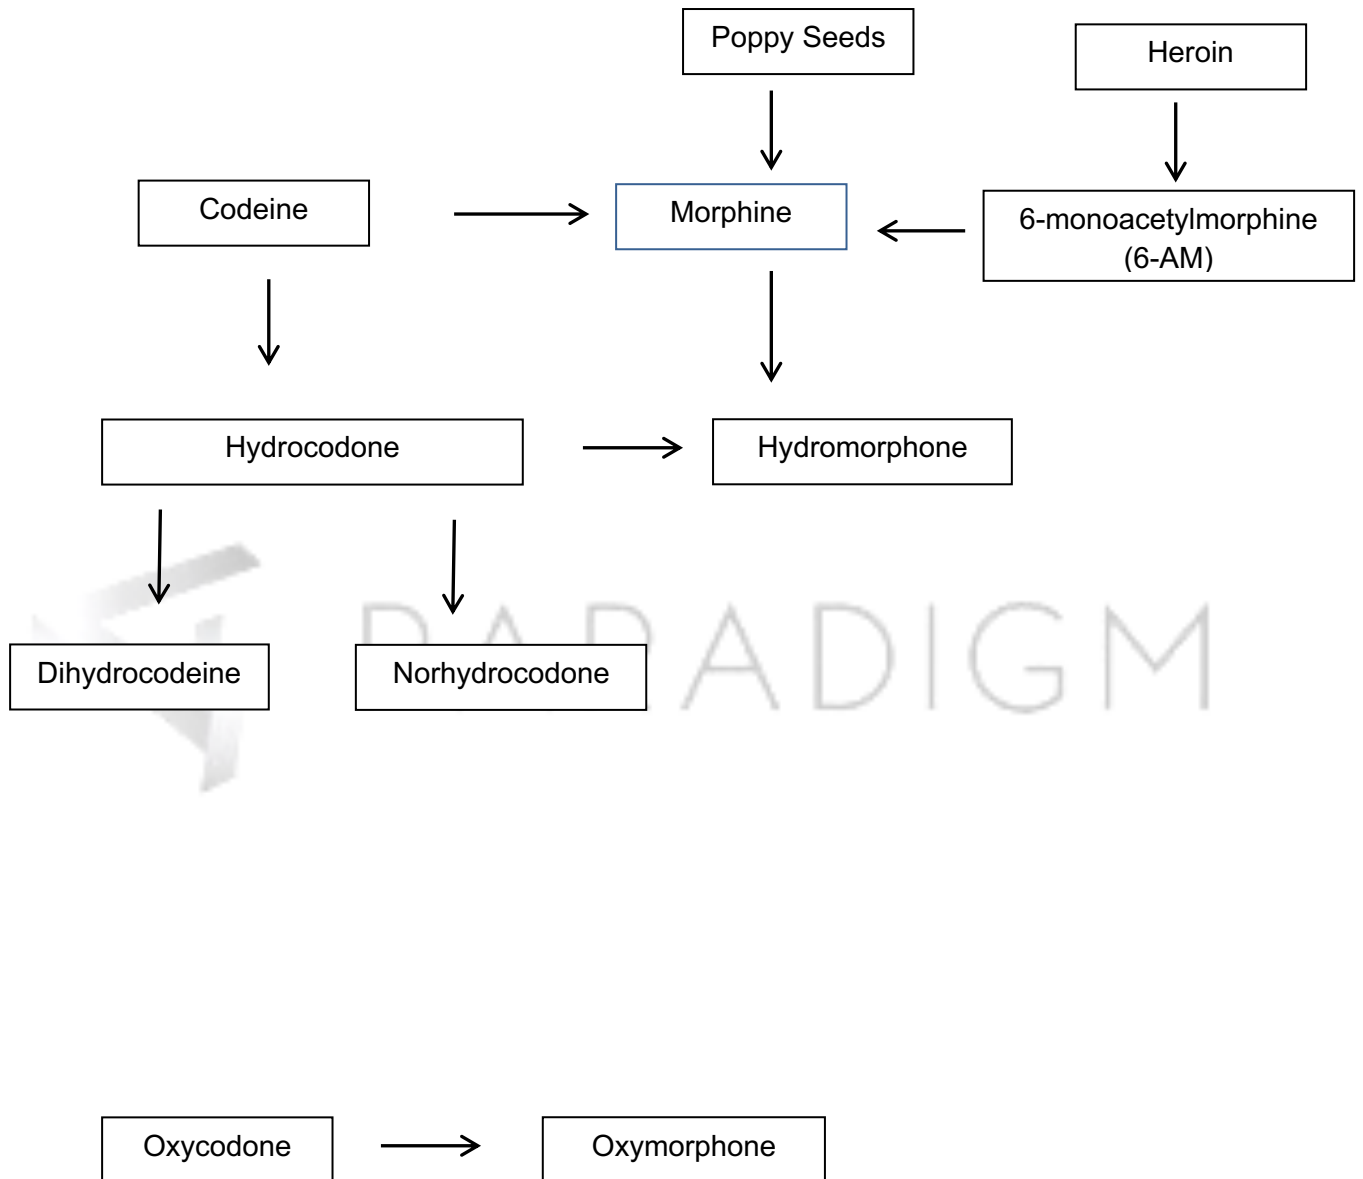 Poppy Seeds
Heroin
Codeine
Morphine
6-monoacetylmorphine
(6-AM)
Hydrocodone
Hydromorphone
PARADIGM
Dihydrocodeine
Norhydrocodone
Oxycodone
Oxymorphone